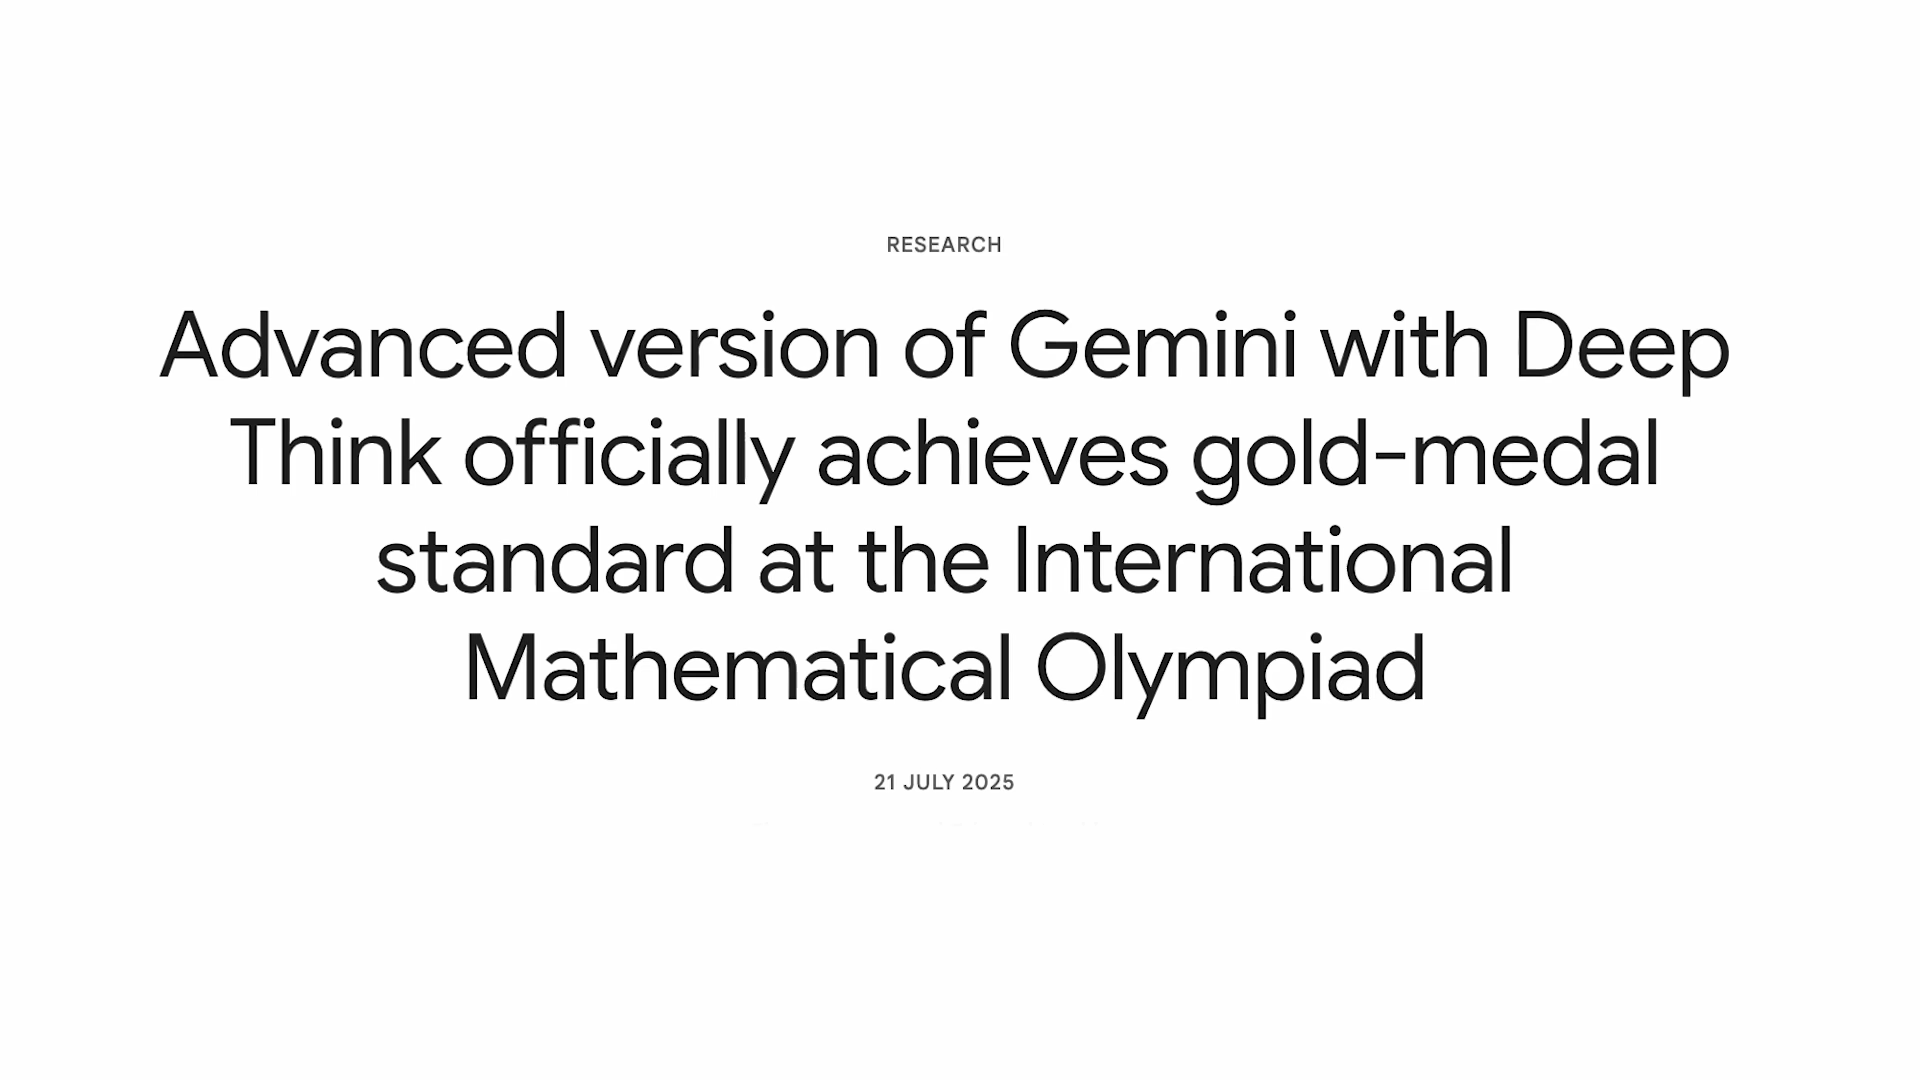 RESEARCH
Advanced version of Gemini with Deep
Think officially achieves gold-medal
standard at the International
Mathematical Olympiad
21 JULY 2025